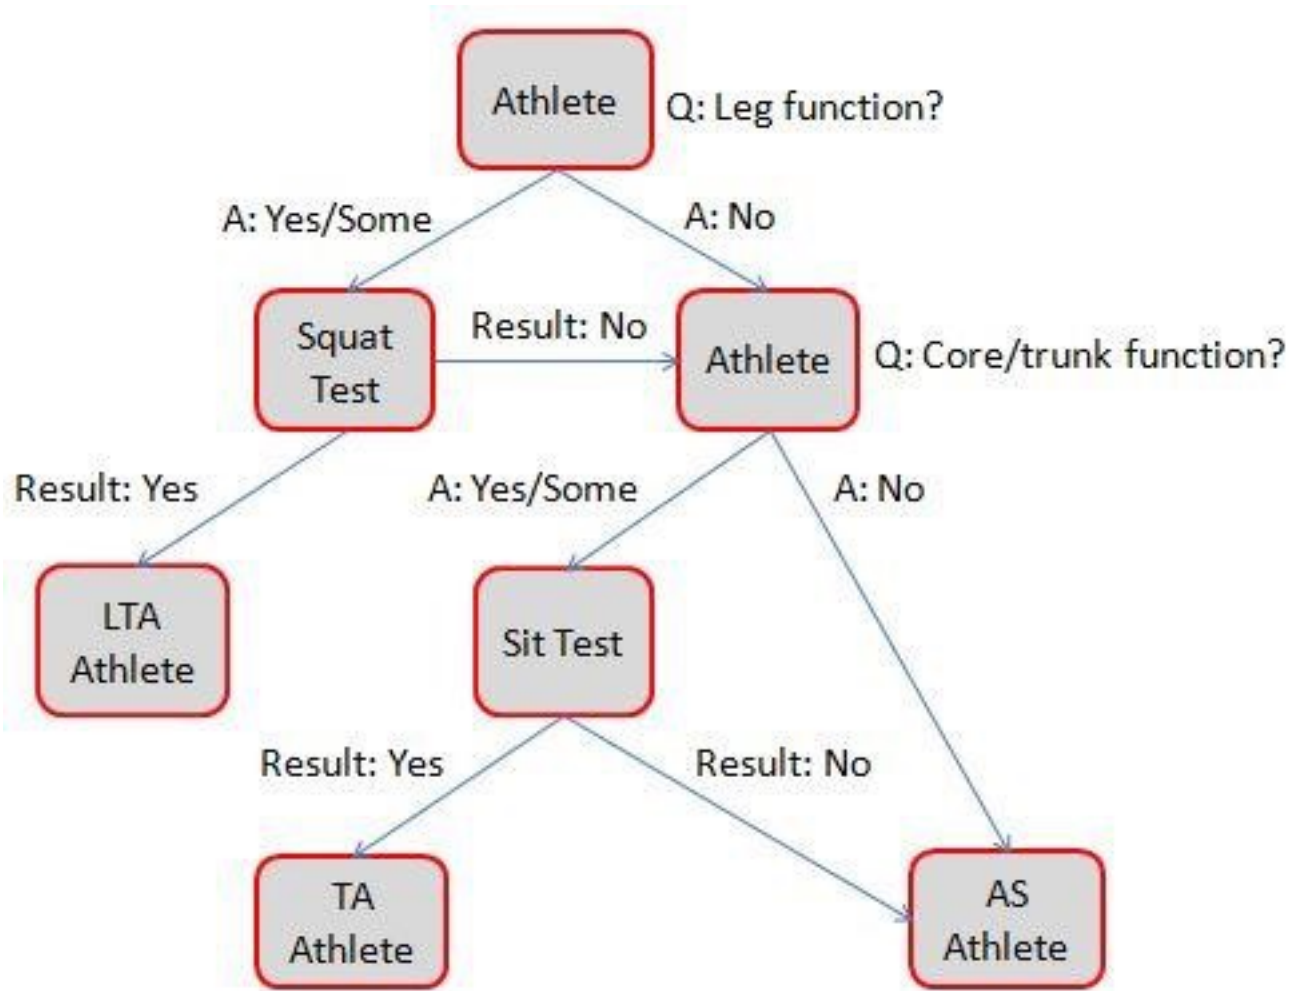 Athlete
Q: Leg function?
A: Yes/Some
A: No
Squat
Test
Result: No
Athlete
Q: Core/trunk function?
Result: Yes
A: Yes/Some
A: No
LTA
Athlete
Sit Test
Result: Yes
Result: No
TA
Athlete
AS
Athlete